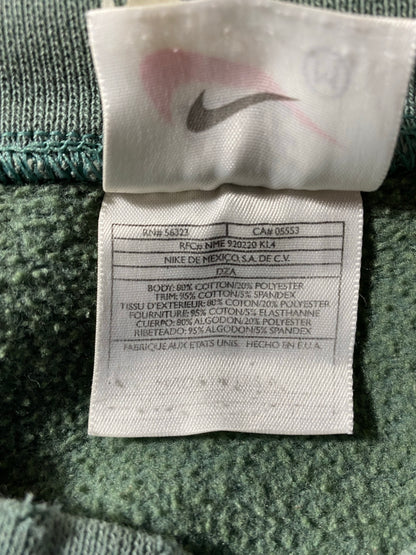 M
RN# 56323 CA# 05553
RFC# NME 920220 KL4
NIKE DE MEXICO, S.A. DE C.V.
DZA
BODY: 80% COTTON/20% POLYESTER
TRIM: 95% COTTON/5% SPANDEX
TISSU D'EXTERIEUR: 80% COTON/20% POLYESTER
FOURNITURE: 95% COTON/5% ELASTHANNE
CUERPO: 80% ALGODON/20% POLYESTER
RIBETEADO: 95% ALGODON/5% SPANDEX
FABRIQUE AUX ETATS UNIS. HECHO EN E.U.A.